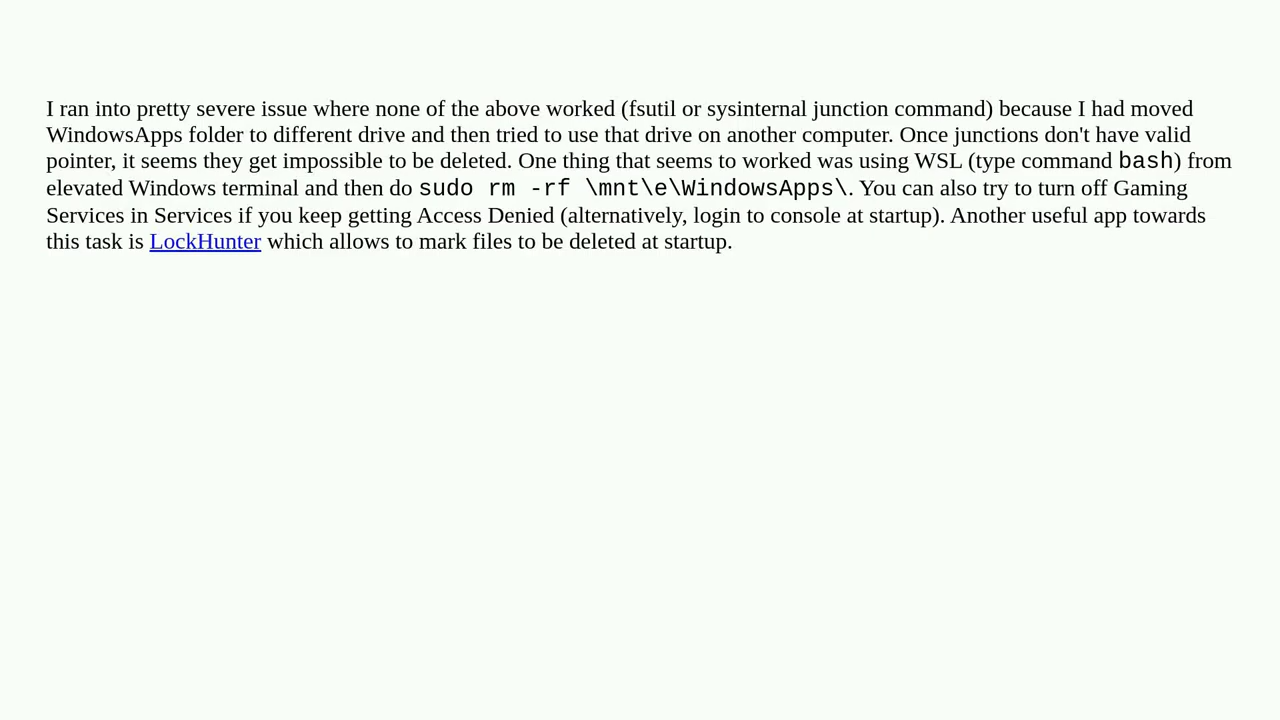 I ran into pretty severe issue where none of the above worked (fsutil or sysinternal junction command) because I had moved
WindowsApps folder to different drive and then tried to use that drive on another computer. Once junctions don't have valid
pointer, it seems they get impossible to be deleted. One thing that seems to worked was using WSL (type command bash) from
elevated Windows terminal and then do sudo rm -rf \mnt\e\WindowsApps\. You can also try to turn off Gaming
Services in Services if you keep getting Access Denied (alternatively, login to console at startup). Another useful app towards
this task is LockHunter which allows to mark files to be deleted at startup.